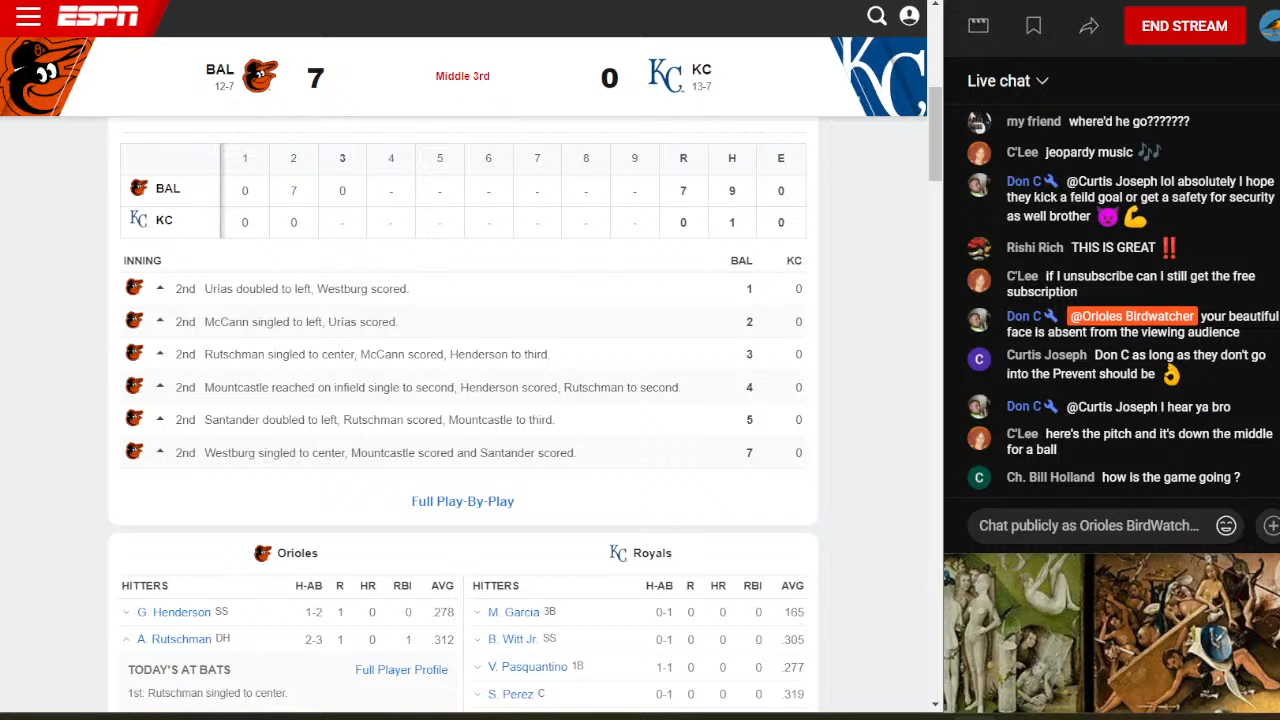 ESPN
BAL 12-7 7 Middle 3rd 0 KC 13-7
KC
1 2 3 4 5 6 7 8 9 R H E
BAL 0 7 0 - - - - - - 7 9 0
KC 0 0 - - - - - - - 0 1 0
INNING BAL KC
2nd Urías doubled to left, Westburg scored. 1 0
2nd McCann singled to left, Urías scored. 2 0
2nd Rutschman singled to center, McCann scored, Henderson to third. 3 0
2nd Mountcastle reached on infield single to second, Henderson scored, Rutschman to second. 4 0
2nd Santander doubled to left, Rutschman scored, Mountcastle to third. 5 0
2nd Westburg singled to center, Mountcastle scored and Santander scored. 7 0
Full Play-By-Play
Orioles
HITTERS H-AB R HR RBI AVG
G. Henderson SS 1-2 1 0 0 .278
A. Rutschman DH 2-3 1 0 1 .312
TODAY'S AT BATS Full Player Profile
1st: Rutschman singled to center.
KC Royals
HITTERS H-AB R HR RBI AVG
M. Garcia 3B 0-1 0 0 0 .165
B. Witt Jr. SS 0-1 0 0 0 .305
V. Pasquantino 1B 1-1 0 0 0 .277
S. Perez C 0-1 0 0 0 .319
END STREAM
Live chat
my friend where'd he go???????
C'Lee jeopardy music 🎶
Don C @Curtis Joseph lol absolutely I hope
they kick a feild goal or get a safety for security
as well brother 😈 💪
Rishi Rich THIS IS GREAT ‼️
C'Lee if I unsubscribe can I still get the free
subscription
Don C @Orioles Birdwatcher your beautiful
face is absent from the viewing audience
C Curtis Joseph Don C as long as they don't go
into the Prevent should be 👌
Don C @Curtis Joseph I hear ya bro
C'Lee here's the pitch and it's down the middle
for a ball
C Ch. Bill Holland how is the game going ?
Chat publicly as Orioles BirdWatch...